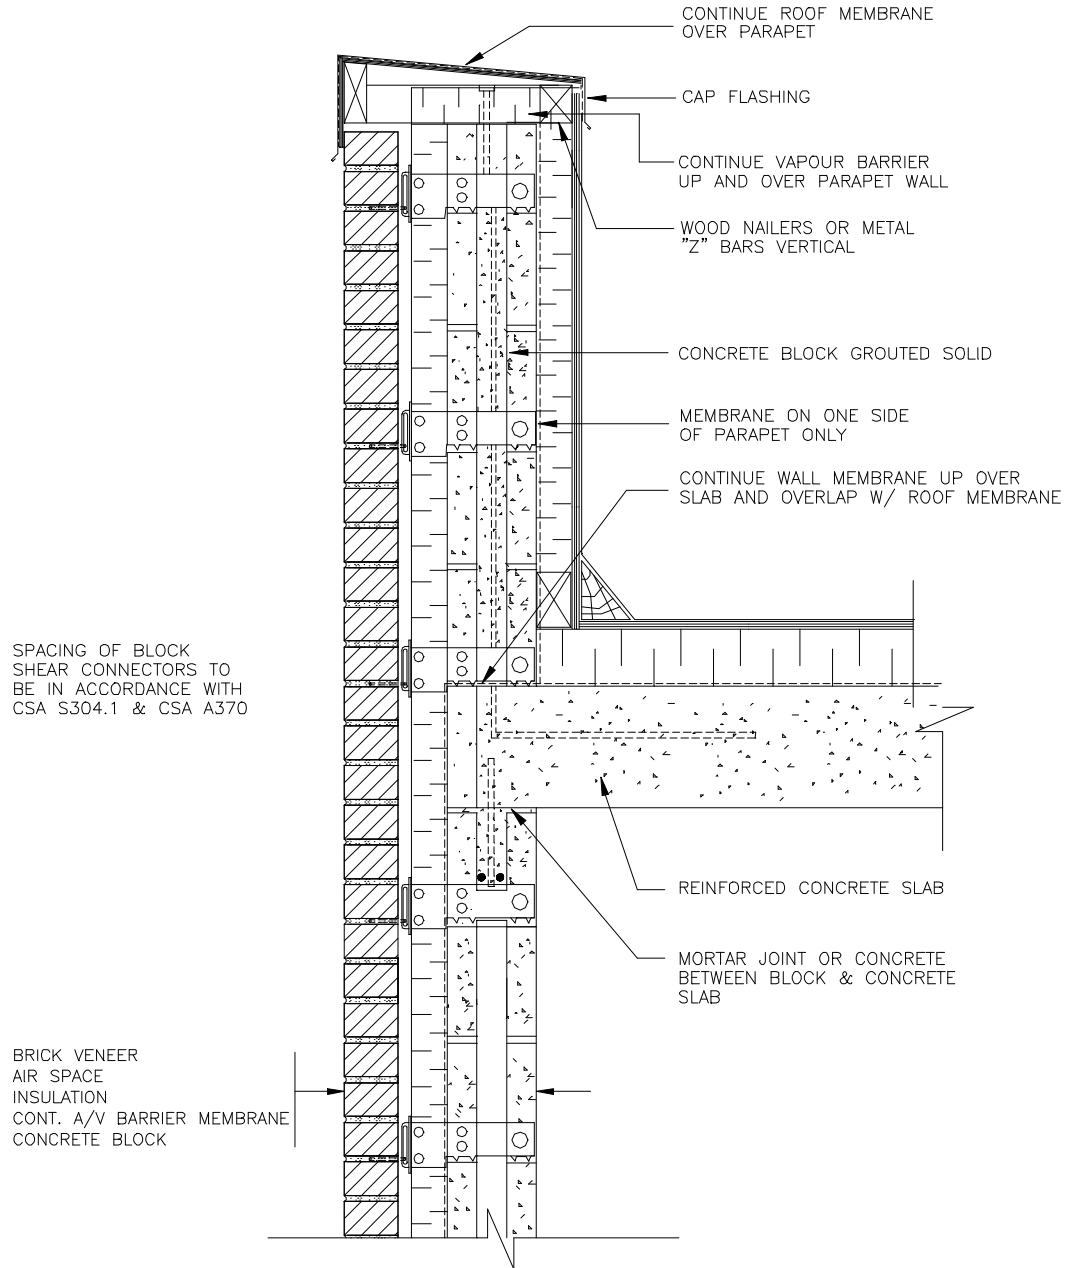 CONTINUE ROOF MEMBRANE
OVER PARAPET
CAP FLASHING
CONTINUE VAPOUR BARRIER
UP AND OVER PARAPET WALL
WOOD NAILERS OR METAL
"Z" BARS VERTICAL
CONCRETE BLOCK GROUTED SOLID
MEMBRANE ON ONE SIDE
OF PARAPET ONLY
CONTINUE WALL MEMBRANE UP OVER
SLAB AND OVERLAP W/ ROOF MEMBRANE
SPACING OF BLOCK
SHEAR CONNECTORS TO
BE IN ACCORDANCE WITH
CSA S304.1 & CSA A370
REINFORCED CONCRETE SLAB
MORTAR JOINT OR CONCRETE
BETWEEN BLOCK & CONCRETE
SLAB
BRICK VENEER
AIR SPACE
INSULATION
CONT. A/V BARRIER MEMBRANE
CONCRETE BLOCK